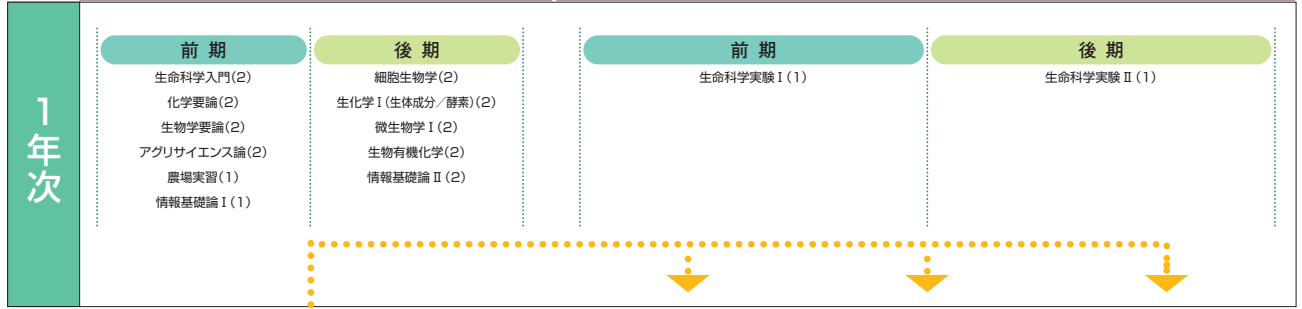 1年次
前期
生命科学入門(2)
化学要論(2)
生物学要論(2)
アグリサイエンス論(2)
農場実習(1)
情報基礎論Ⅰ(1)
後期
細胞生物学(2)
生化学Ⅰ(生体成分／酵素)(2)
微生物学Ⅰ(2)
生物有機化学(2)
情報基礎論Ⅱ(2)
前期
生命科学実験Ⅰ(1)
後期
生命科学実験Ⅱ(1)